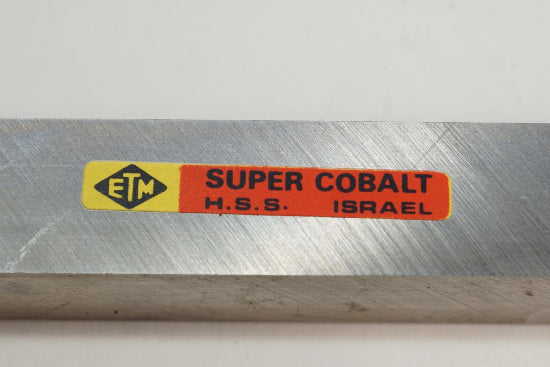 ETM
SUPER COBALT
H.S.S. ISRAEL